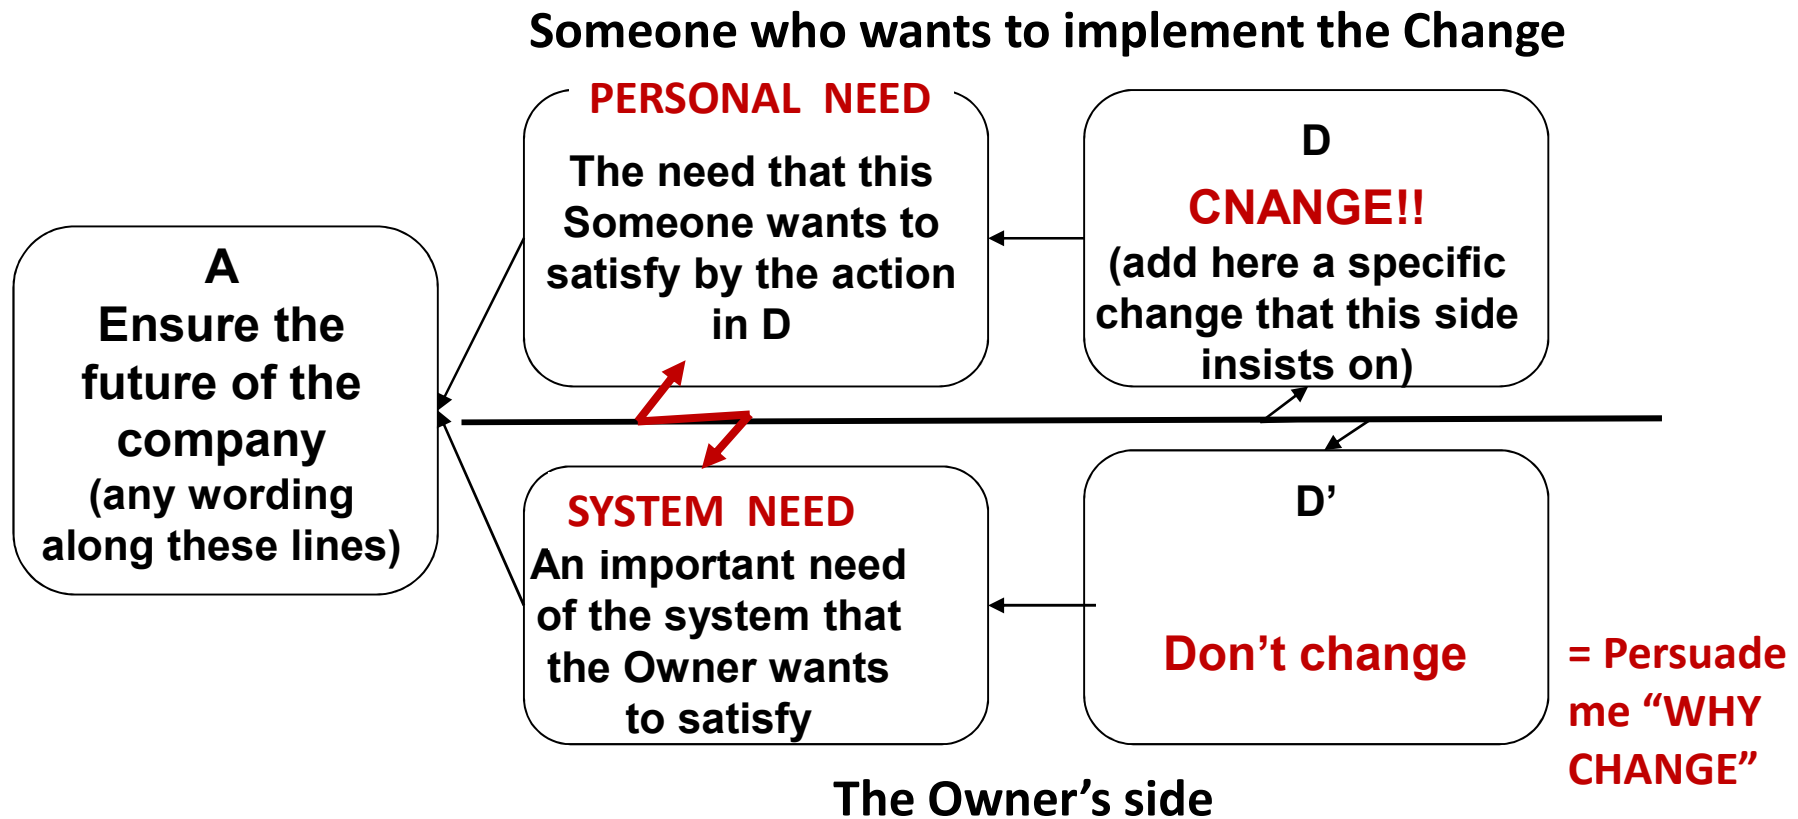 Someone who wants to implement the Change
PERSONAL NEED
The need that this
Someone wants to
satisfy by the action
in D
D
CNANGE!!
(add here a specific
change that this side
insists on)
A
Ensure the
future of the
company
(any wording
along these lines)
SYSTEM NEED
An important need
of the system that
the Owner wants
to satisfy
D’
Don’t change
= Persuade
me “WHY
CHANGE”
The Owner’s side